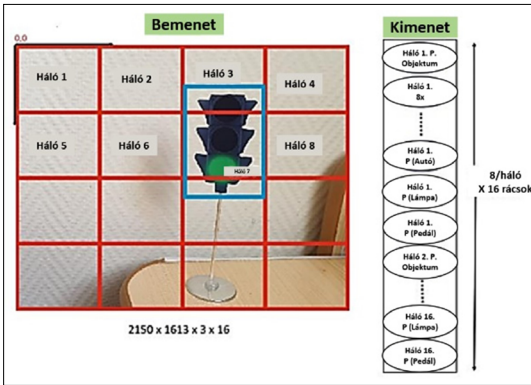 Bemenet
0,0
Háló 1
Háló 2
Háló 3
Háló 4
Háló 5
Háló 6
Háló 7
Háló 8
2150 x 1613 x 3 x 16
Kimenet
Háló 1. P.
Objektum
Háló 1.
8x
Háló 1.
P (Autó)
Háló 1.
P (Lámpa)
Háló 1.
P (Pedál)
Háló 2. P.
Objektum
Háló 16.
P (Lámpa)
Háló 16.
P (Pedál)
8/háló
X 16 rácsok